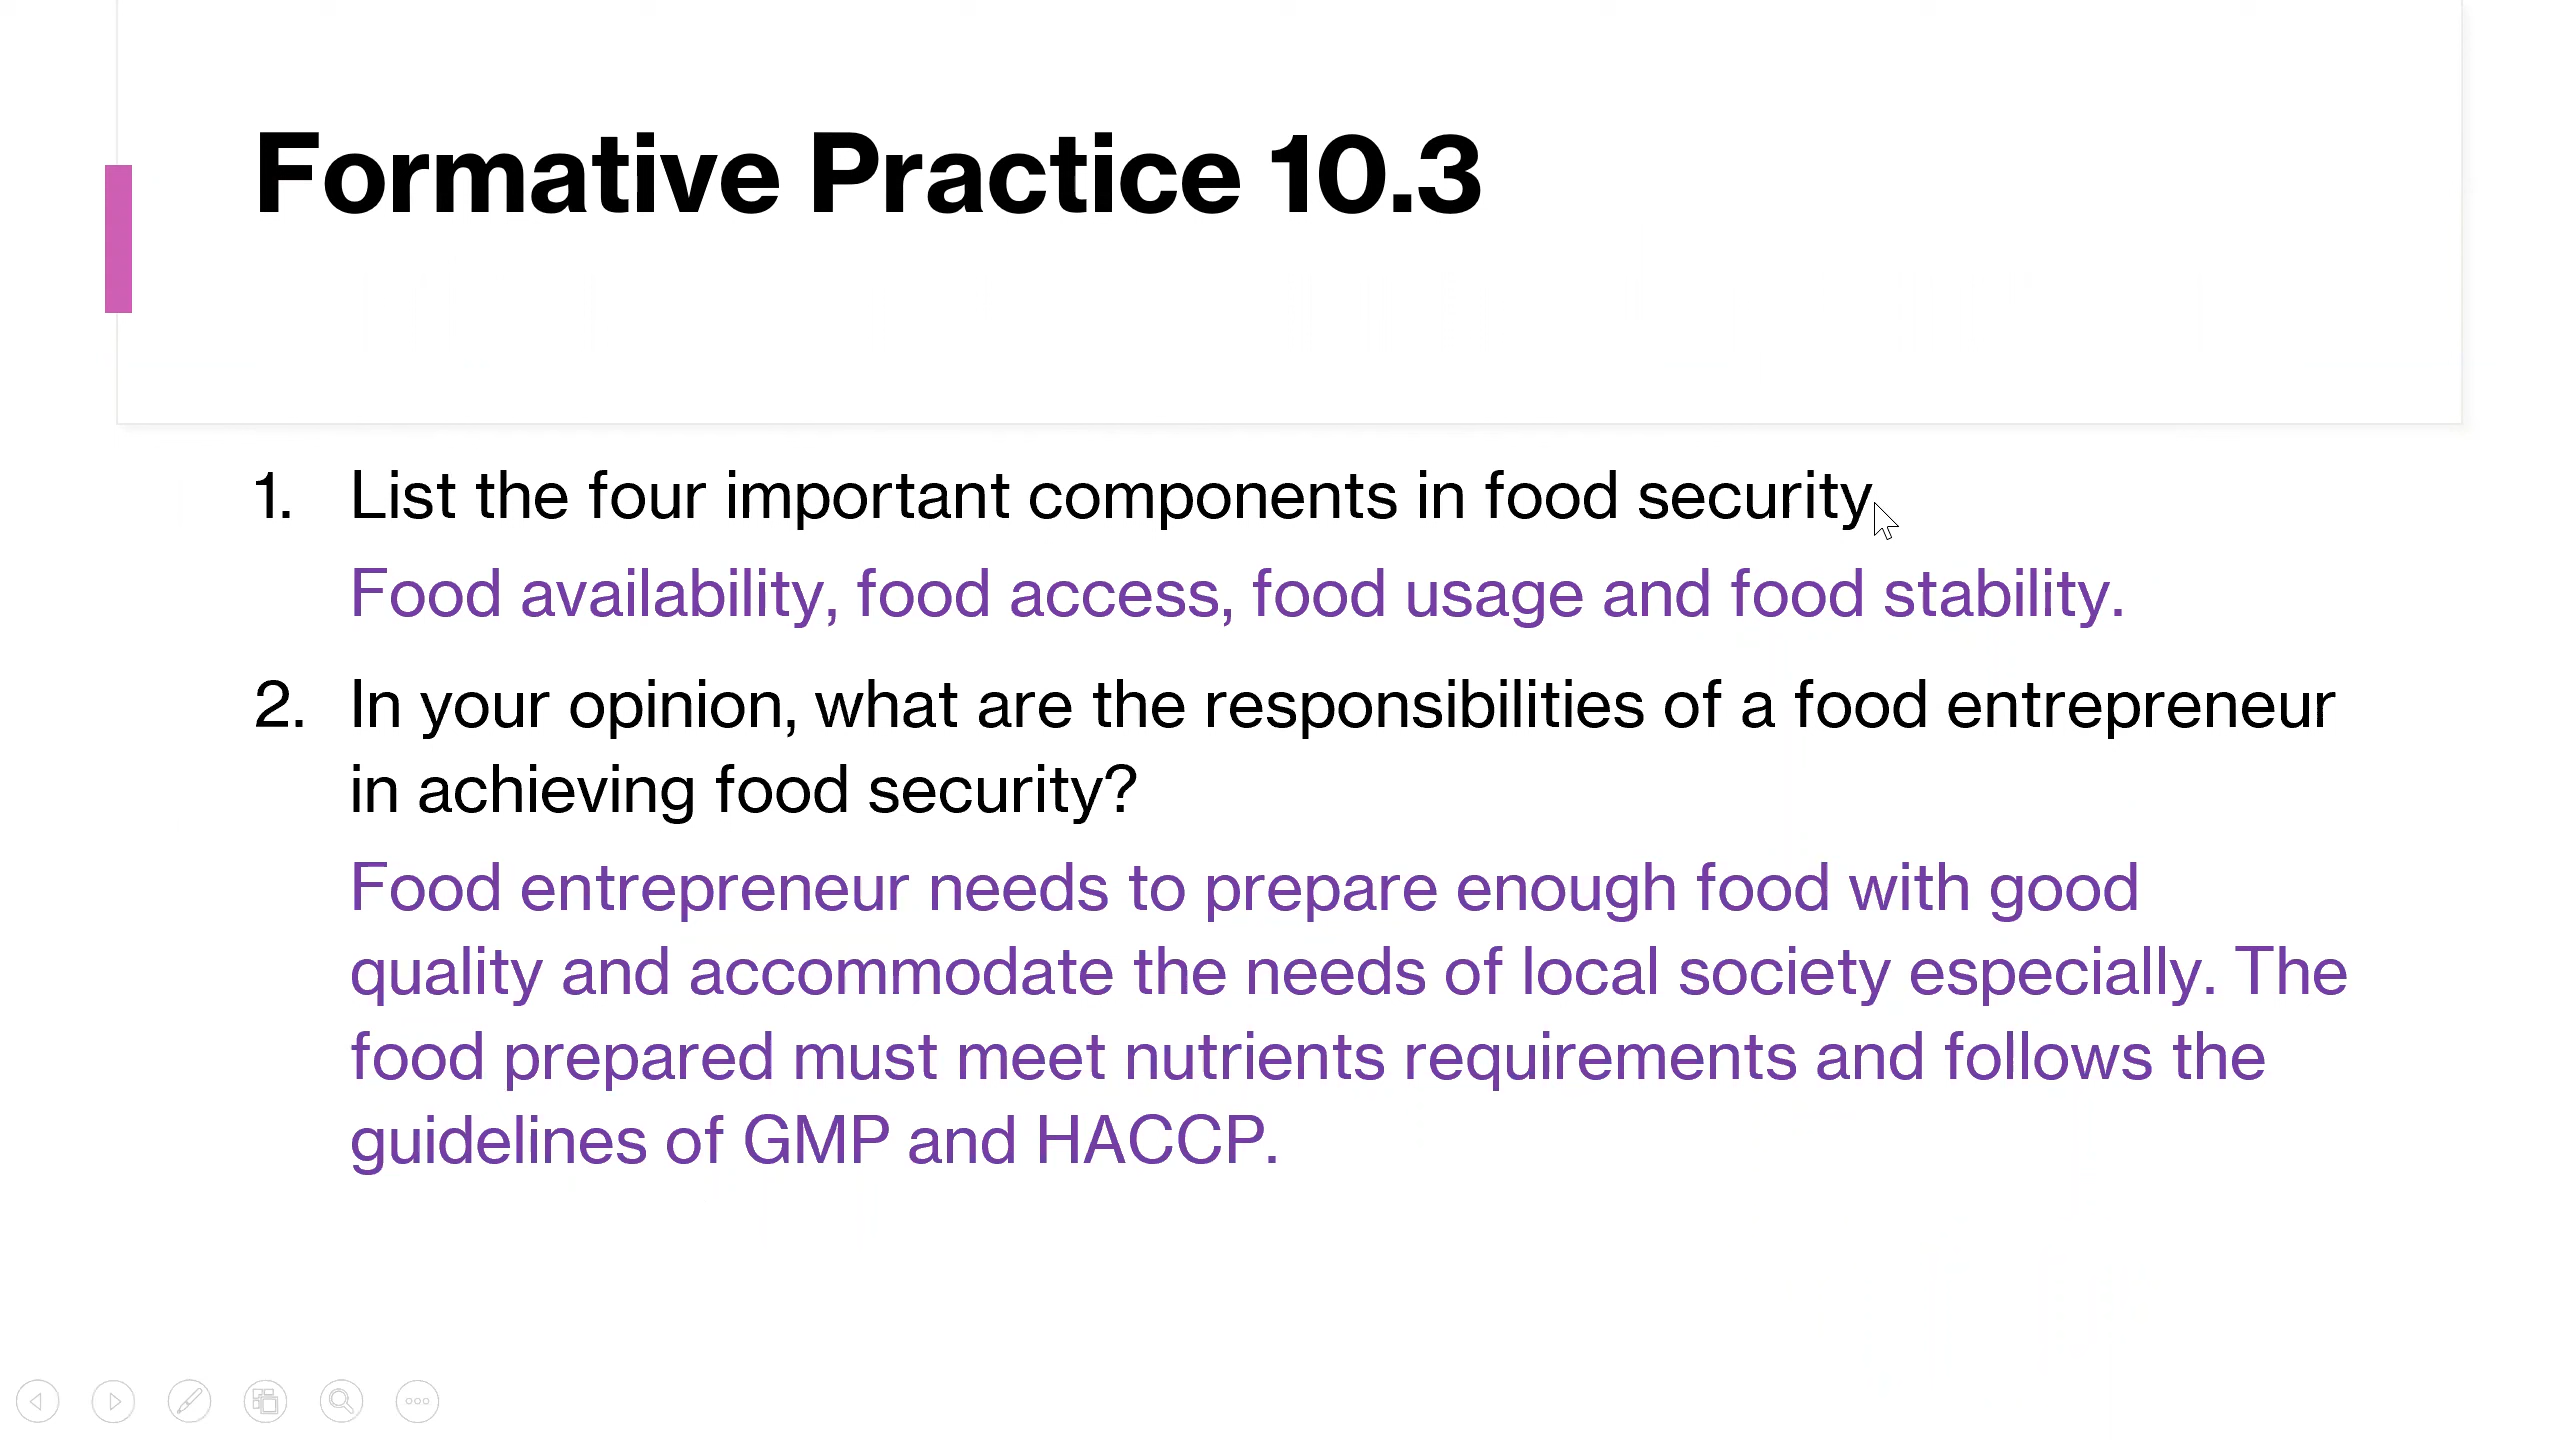 Formative Practice 10.3
1. List the four important components in food security.
Food availability, food access, food usage and food stability.
2. In your opinion, what are the responsibilities of a food entrepreneur
in achieving food security?
Food entrepreneur needs to prepare enough food with good
quality and accommodate the needs of local society especially. The
food prepared must meet nutrients requirements and follows the
guidelines of GMP and HACCP.